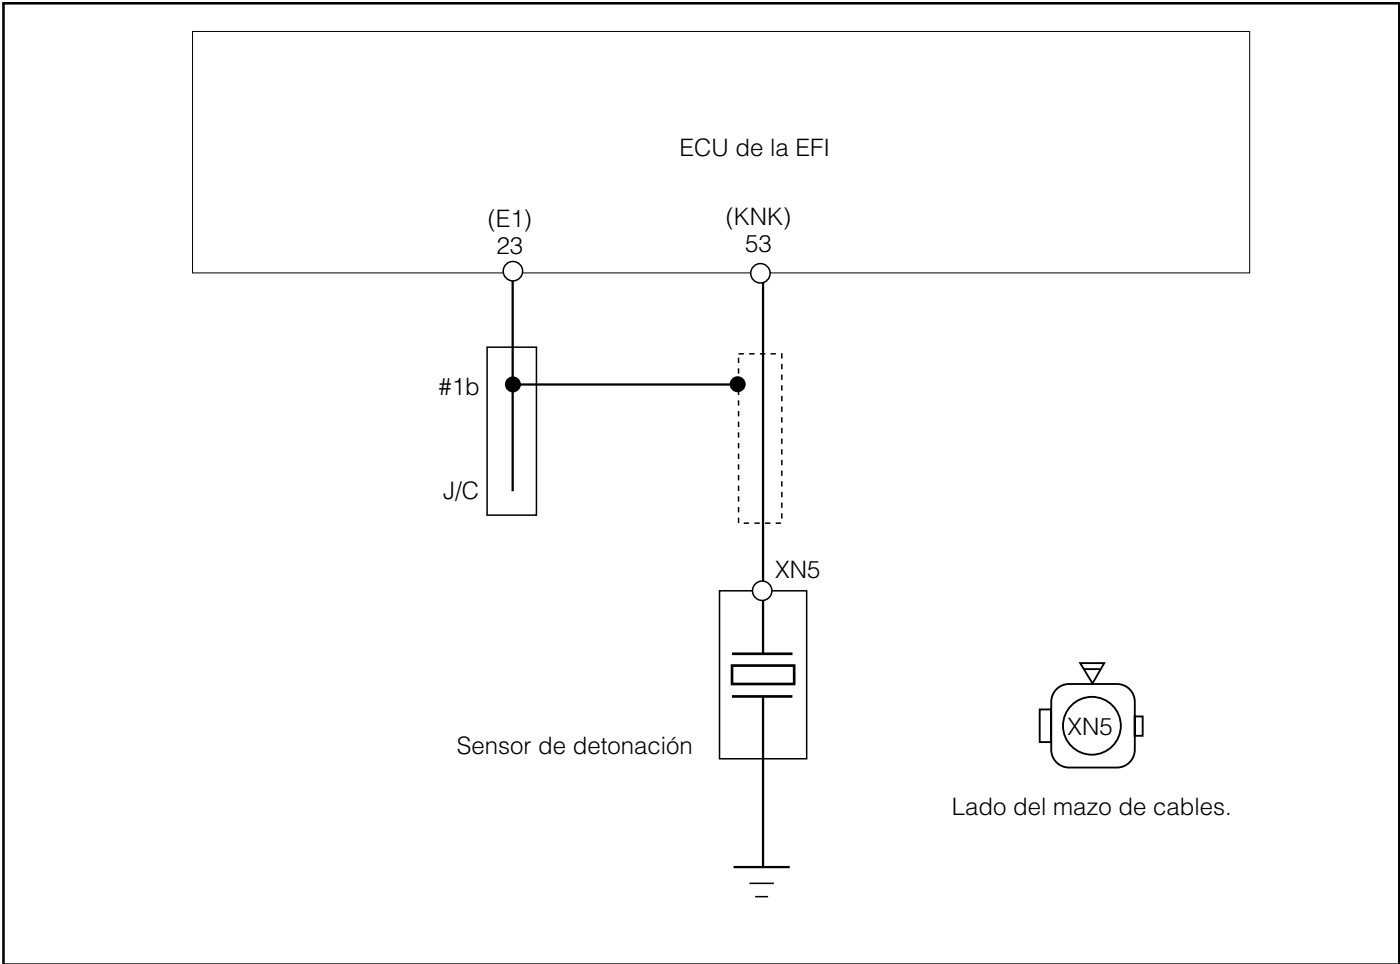 ECU de la EFI
(E1)
23
(KNK)
53
#1b
J/C
XN5
Sensor de detonación
XN5
Lado del mazo de cables.